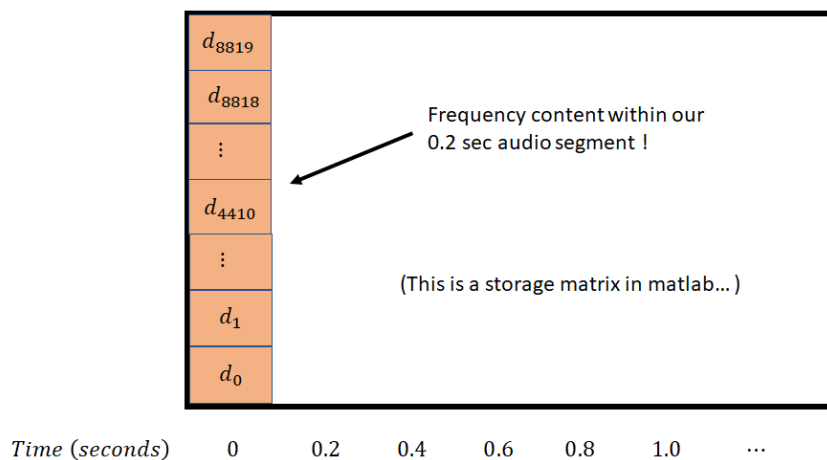 d₈₈₁₉
d₈₈₁₈
⋮
d₄₄₁₀
⋮
d₁
d₀
Frequency content within our
0.2 sec audio segment !
(This is a storage matrix in matlab… )
Time (seconds) 0 0.2 0.4 0.6 0.8 1.0 ⋯